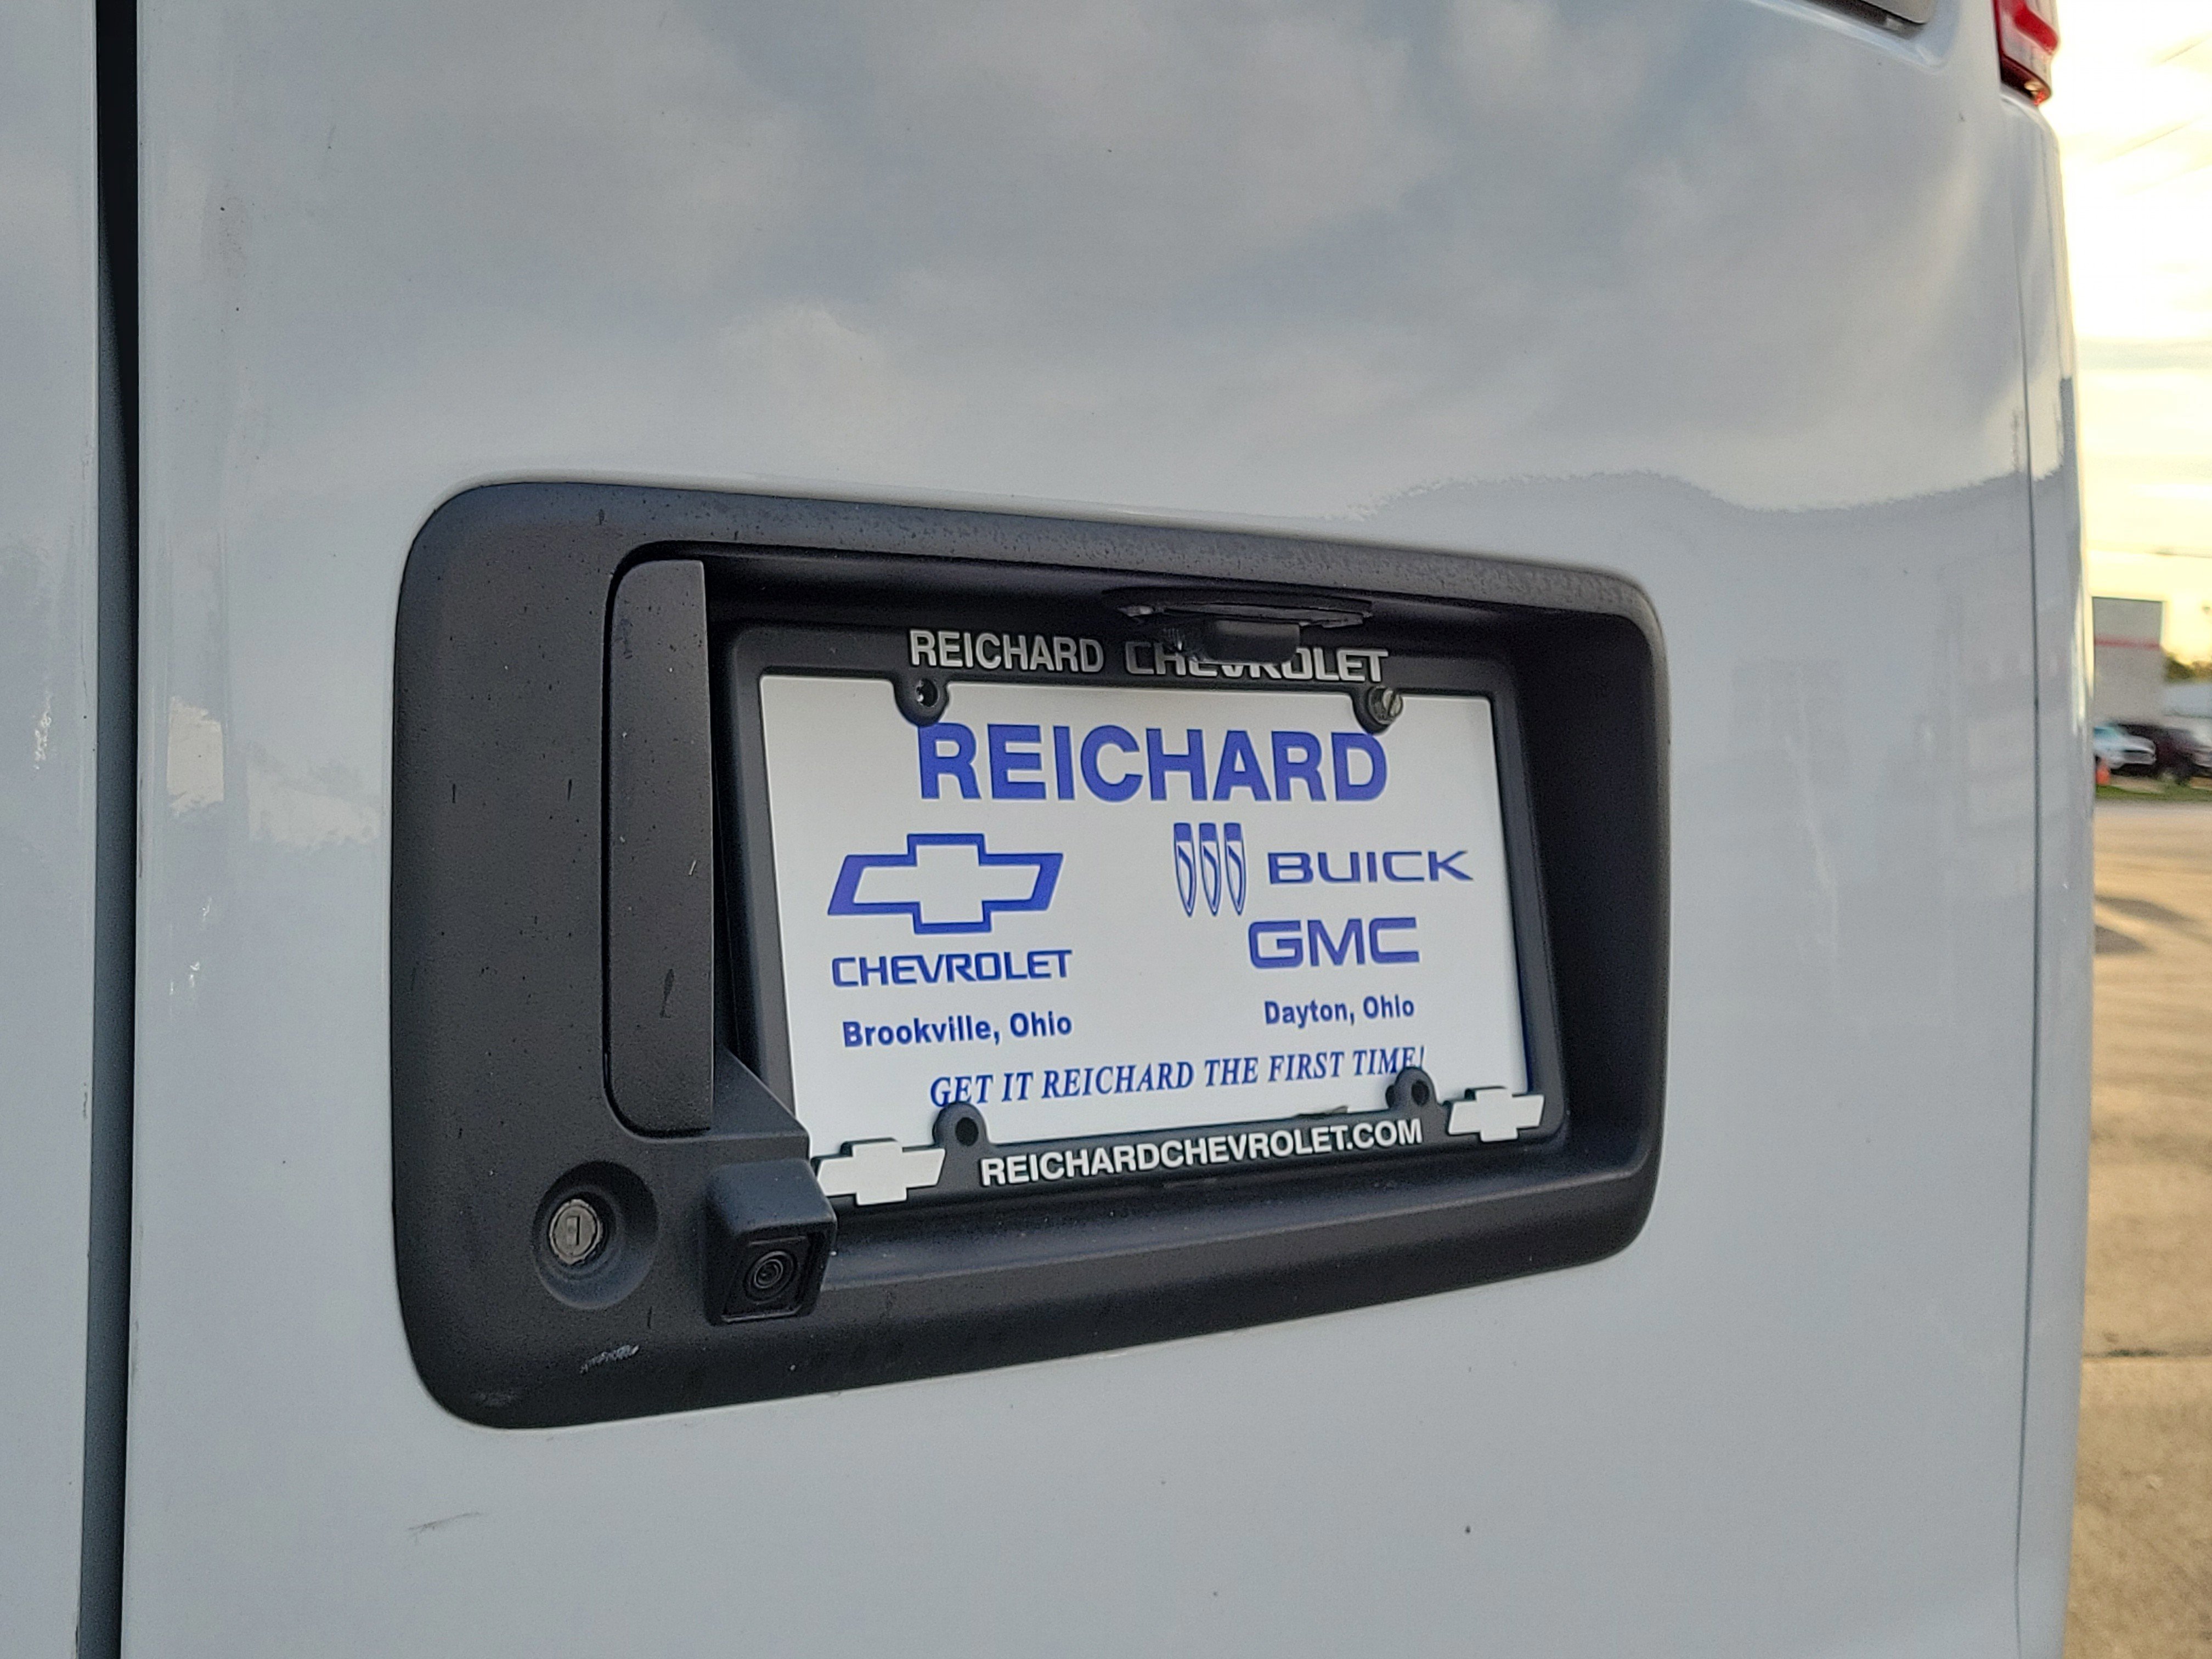 REICHARD CHEVROLET
REICHARD
BUICK
GMC
CHEVROLET
Brookville, Ohio
Dayton, Ohio
GET IT REICHARD THE FIRST TIME!
REICHARDCHEVROLET.COM